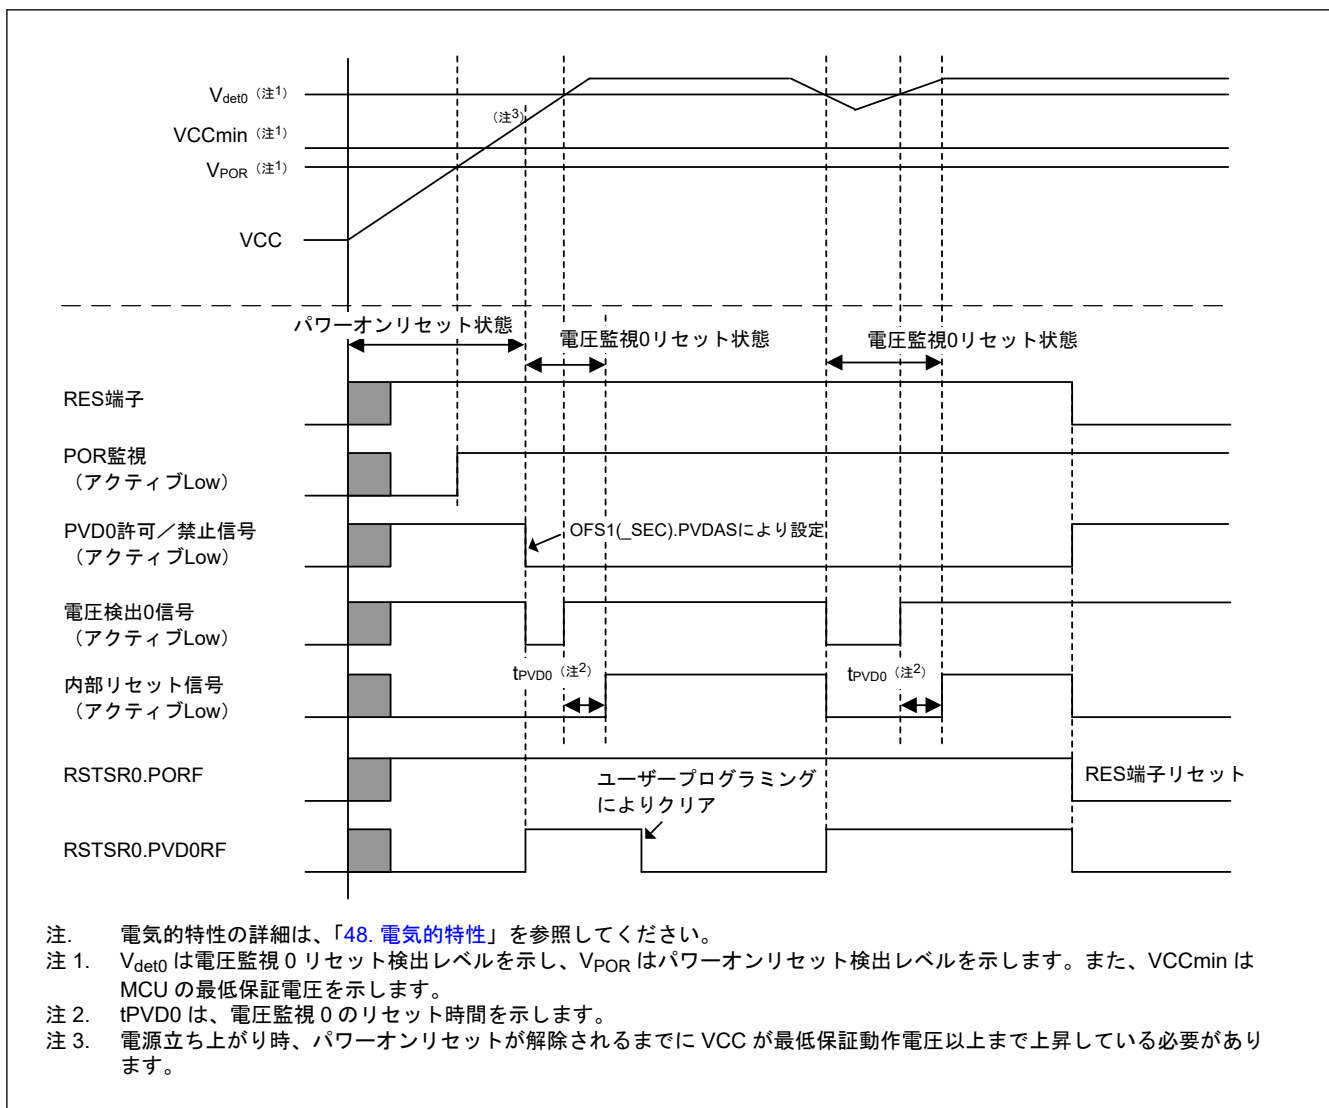 Vdet0（注1）
（注3）
VCCmin（注1）
VPOR（注1）
VCC
パワーオンリセット状態
電圧監視0リセット状態
電圧監視0リセット状態
RES端子
POR監視
（アクティブLow）
PVD0許可／禁止信号
（アクティブLow）
OFS1(_SEC).PVDASにより設定
電圧検出0信号
（アクティブLow）
tPVD0（注2）
tPVD0（注2）
内部リセット信号
（アクティブLow）
RSTSR0.PORF
ユーザープログラミング
によりクリア
RES端子リセット
RSTSR0.PVD0RF
注. 電気的特性の詳細は、「48. 電気的特性」を参照してください。
注 1. Vdet0 は電圧監視 0 リセット検出レベルを示し、VPOR はパワーオンリセット検出レベルを示します。また、VCCmin は
MCU の最低保証電圧を示します。
注 2. tPVD0 は、電圧監視 0 のリセット時間を示します。
注 3. 電源立ち上がり時、パワーオンリセットが解除されるまでに VCC が最低保証動作電圧以上まで上昇している必要があり
ます。